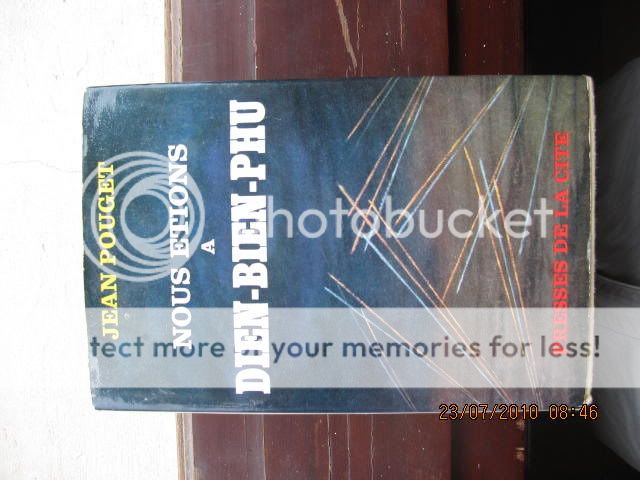 JEAN POUGET
NOUS ETIONS
A
DIEN-BIEN-PHU
PRESSES DE LA CITE
photobucket
tect more of your memories for less!
23/07/2010 08:46